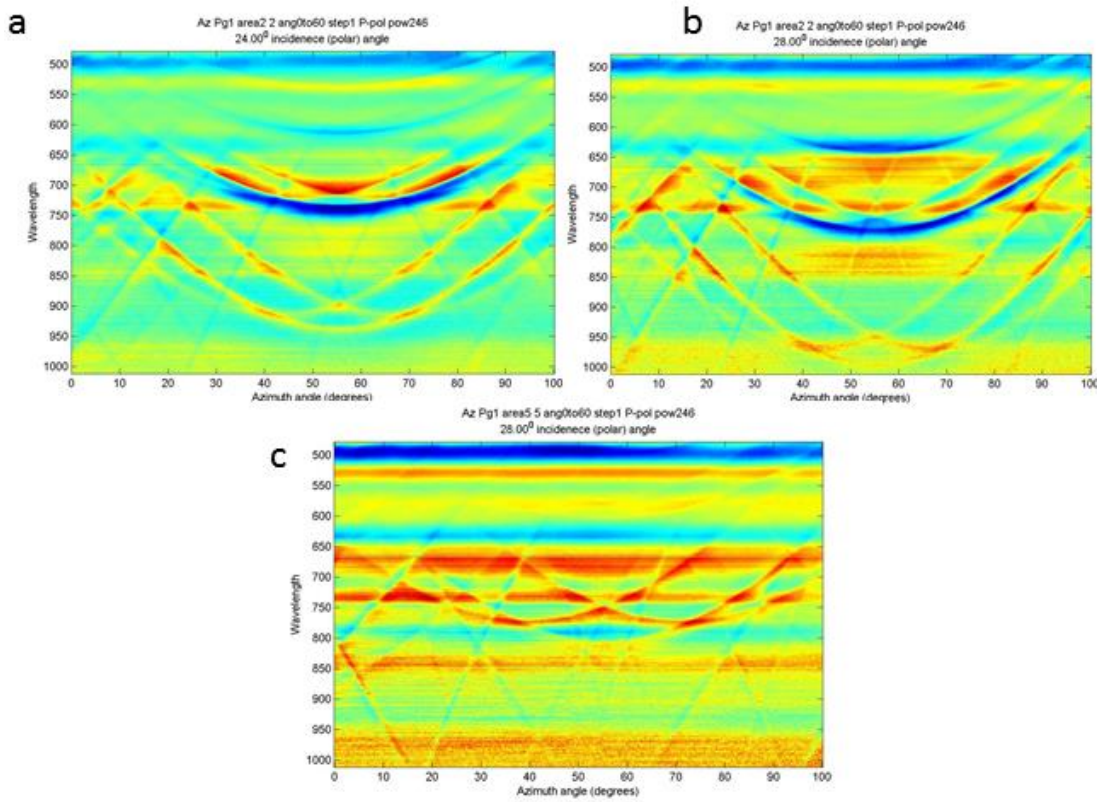 a
Az Pg1 area2 2 ang0to60 step1 P-pol pow246
24.00⁰ incidenece (polar) angle
500
550
600
650
700
750
800
850
900
950
1000
Wavelength
0 10 20 30 40 50 60 70 80 90 100
Azimuth angle (degrees)
b
Az Pg1 area2 2 ang0to60 step1 P-pol pow246
28.00⁰ incidenece (polar) angle
500
550
600
650
700
750
800
850
900
950
1000
Wavelength
0 10 20 30 40 50 60 70 80 90 100
Azimuth angle (degrees)
c
Az Pg1 area5 5 ang0to60 step1 P-pol pow246
28.00⁰ incidenece (polar) angle
500
550
600
650
700
750
800
850
900
950
1000
Wavelength
0 10 20 30 40 50 60 70 80 90 100
Azimuth angle (degrees)